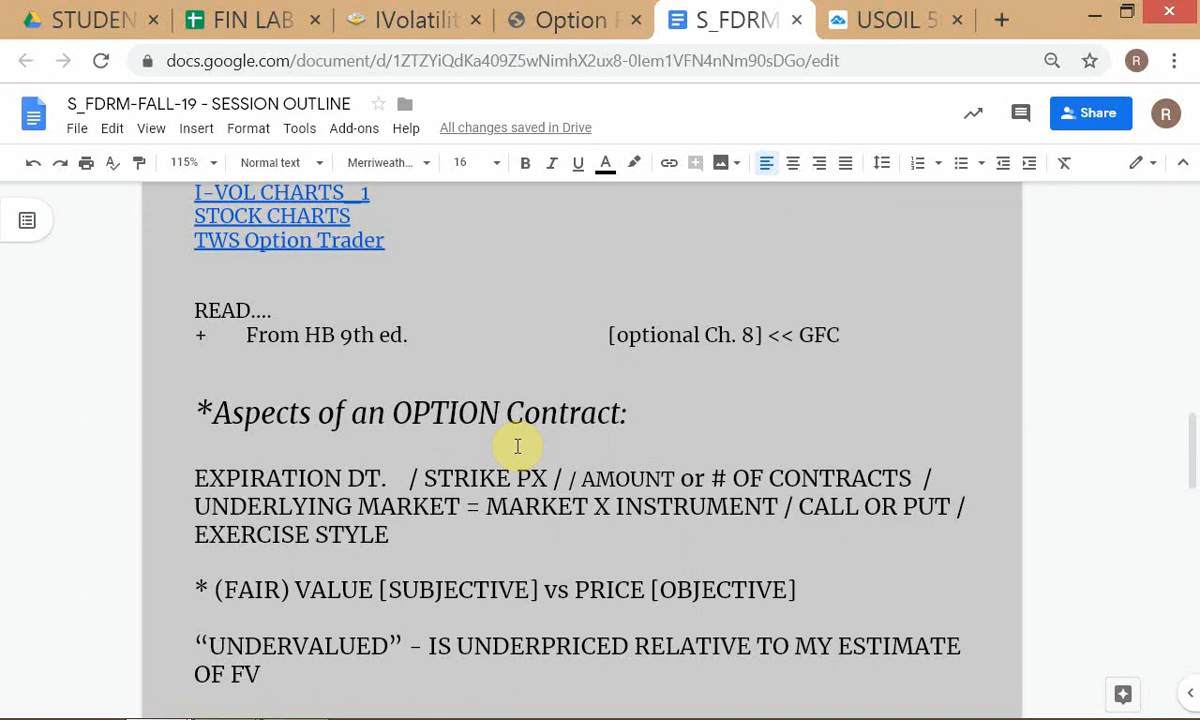 STUDEN
FIN LAB
IVolatilit
Option
S_FDRM
USOIL
docs.google.com/document/d/1ZTZYiQdKa409Z5wNimhX2ux8-0Iem1VFN4nNm90sDGo/edit
R
S_FDRM-FALL-19 - SESSION OUTLINE
File Edit View Insert Format Tools Add-ons Help All changes saved in Drive
Share
R
115% Normal text Merriweath... 16 B I U A
I-VOL CHARTS_1
STOCK CHARTS
TWS Option Trader
READ....
+ From HB 9th ed. [optional Ch. 8] << GFC
*Aspects of an OPTION Contract:
EXPIRATION DT. / STRIKE PX / / AMOUNT or # OF CONTRACTS /
UNDERLYING MARKET = MARKET X INSTRUMENT / CALL OR PUT /
EXERCISE STYLE
* (FAIR) VALUE [SUBJECTIVE] vs PRICE [OBJECTIVE]
“UNDERVALUED” - IS UNDERPRICED RELATIVE TO MY ESTIMATE
OF FV